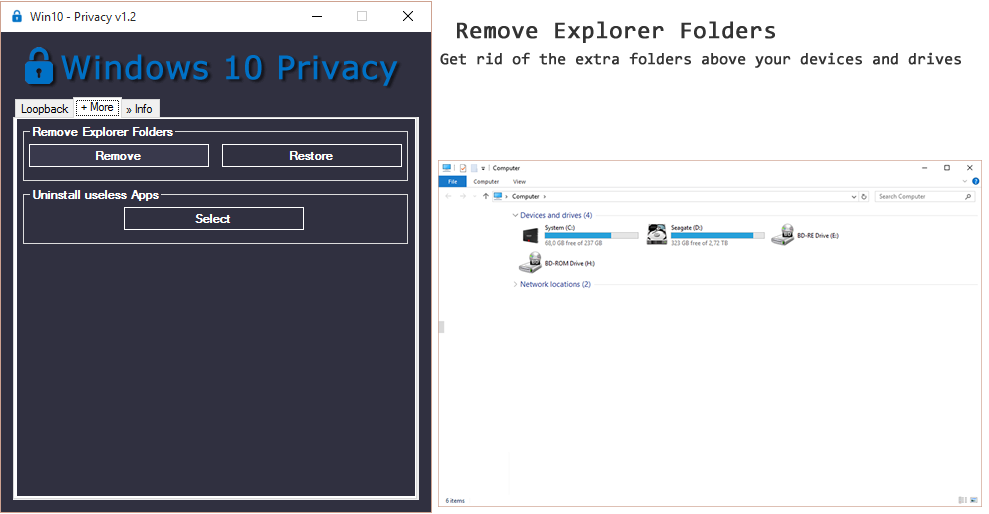 Win10 - Privacy v1.2
Windows 10 Privacy
Loopback
+ More
» Info
Remove Explorer Folders
Remove
Restore
Uninstall useless Apps
Select
Remove Explorer Folders
Get rid of the extra folders above your devices and drives
Computer
File
Computer
View
Computer
Search Computer
Devices and drives (4)
System (C:)
68,0 GB free of 237 GB
Seagate (D:)
323 GB free of 2,72 TB
BD-RE Drive (E:)
BD-ROM Drive (H:)
Network locations (2)
6 items